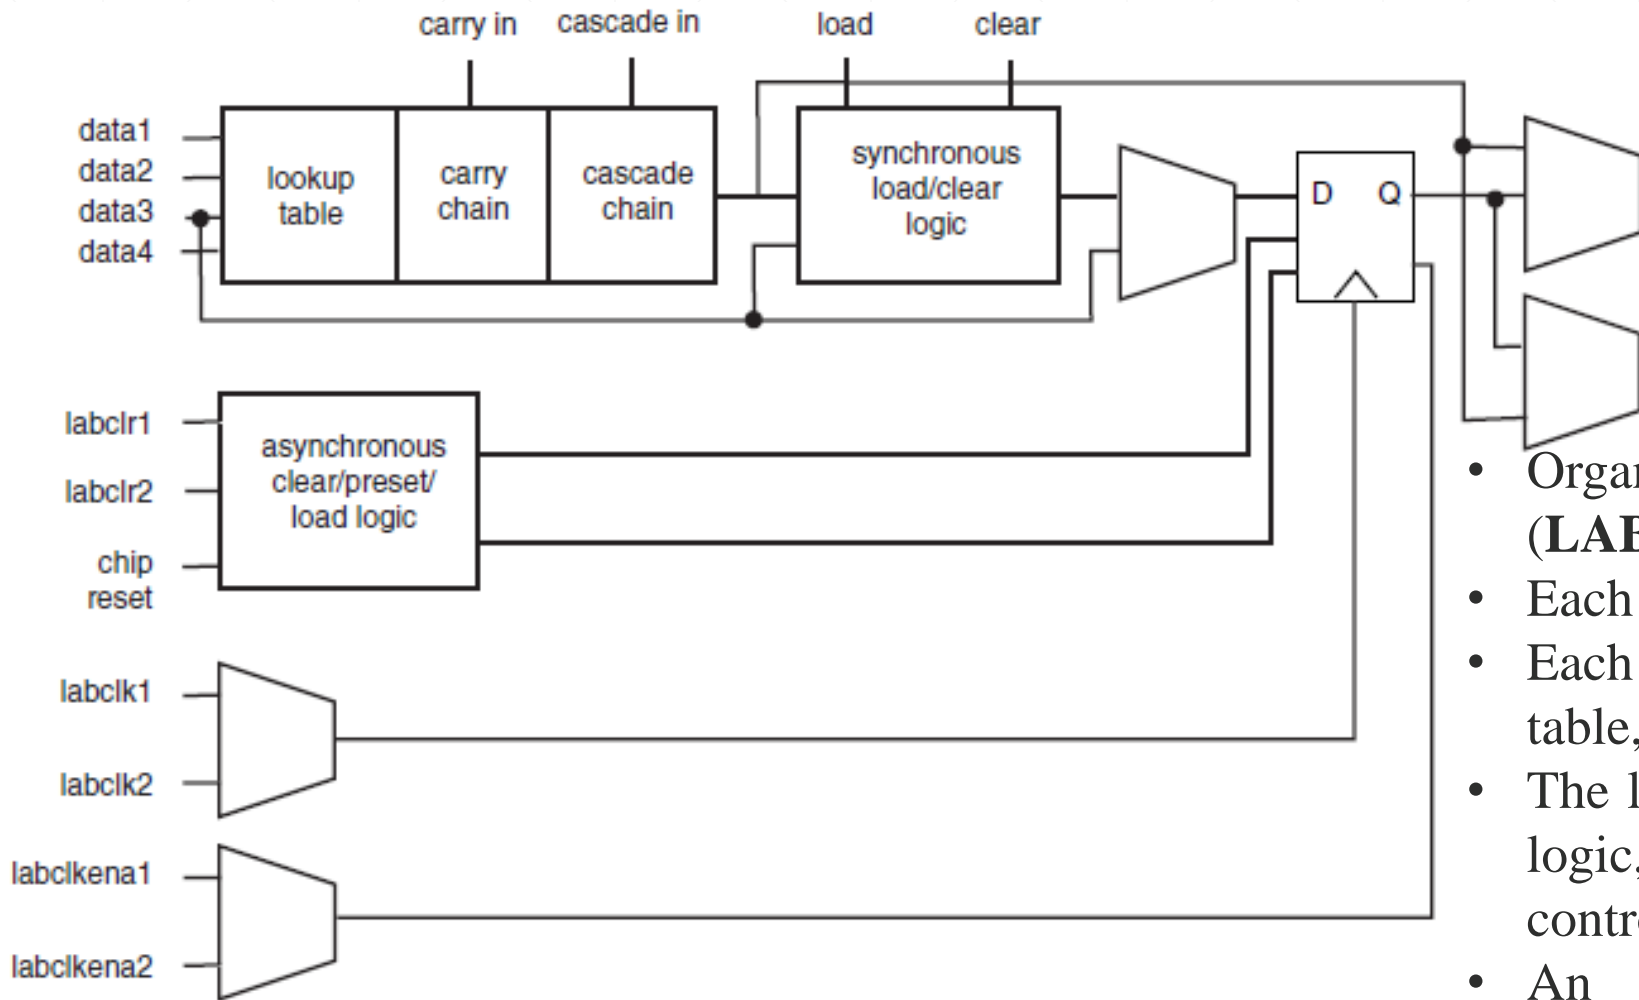 carry in
cascade in
load
clear
data1
data2
data3
data4
lookup
table
carry
chain
cascade
chain
synchronous
load/clear
logic
D
Q
labclr1
labclr2
chip
reset
asynchronous
clear/preset/
load logic
labclk1
labclk2
labclkena1
labclkena2
•
(
• Each
• Each
table,
• The
logic,
• An